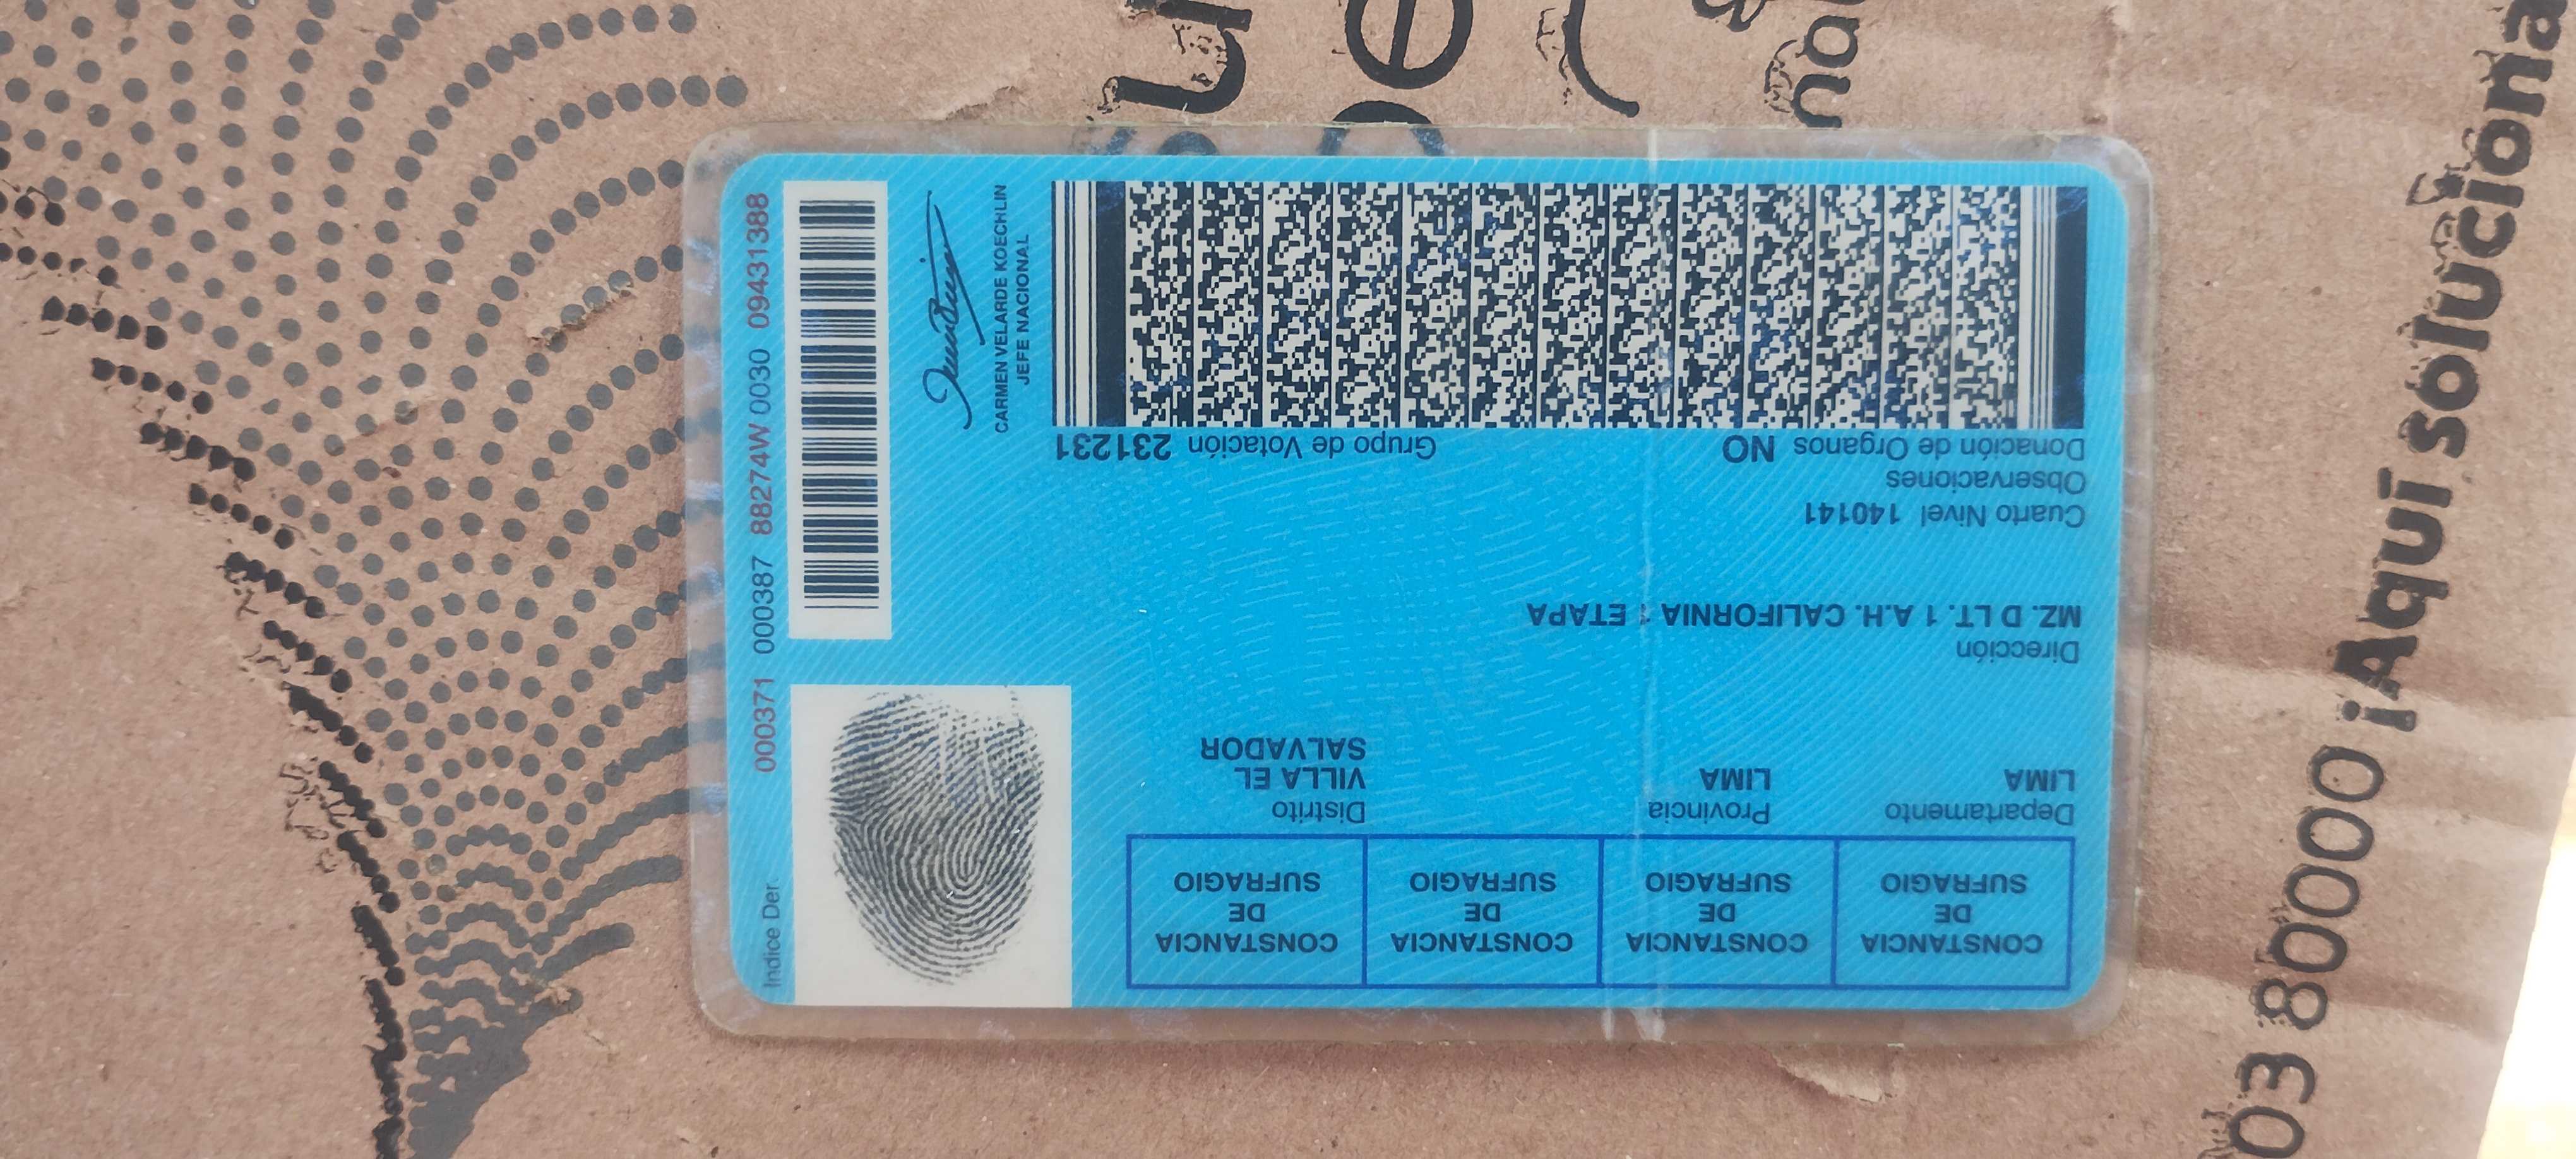 CONSTANCIA
DE
SUFRAGIO
CONSTANCIA
DE
SUFRAGIO
CONSTANCIA
DE
SUFRAGIO
CONSTANCIA
DE
SUFRAGIO
Departamento
LIMA
Provincia
LIMA
Distrito
VILLA EL
SALVADOR
Dirección
MZ. D LT. 1 A.H. CALIFORNIA 1 ETAPA
Cuarto Nivel 140141
Observaciones
Donación de Organos NO
Grupo de Votación 231231
Indice Der.
000371 000387 88274W 0030 09431388
CARMEN VELARDE KOECHLIN
JEFE NACIONAL
03 80000 ¡Aquí soluciona